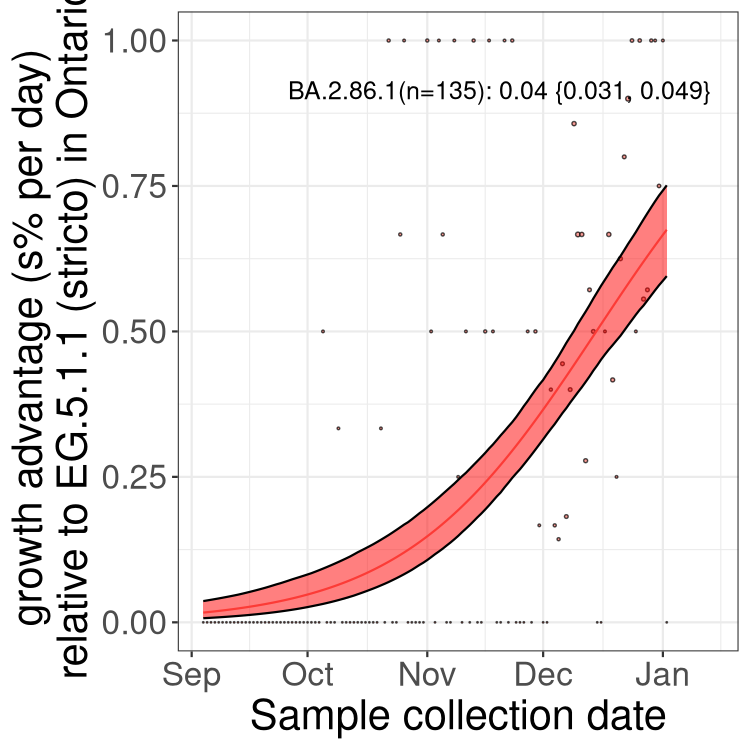 growth advantage (s% per day)
relative to EG.5.1.1 (stricto) in Ontario
1.00
BA.2.86.1(n=135): 0.04 {0.031, 0.049}
0.75
0.50
0.25
0.00
Sep Oct Nov Dec Jan
Sample collection date